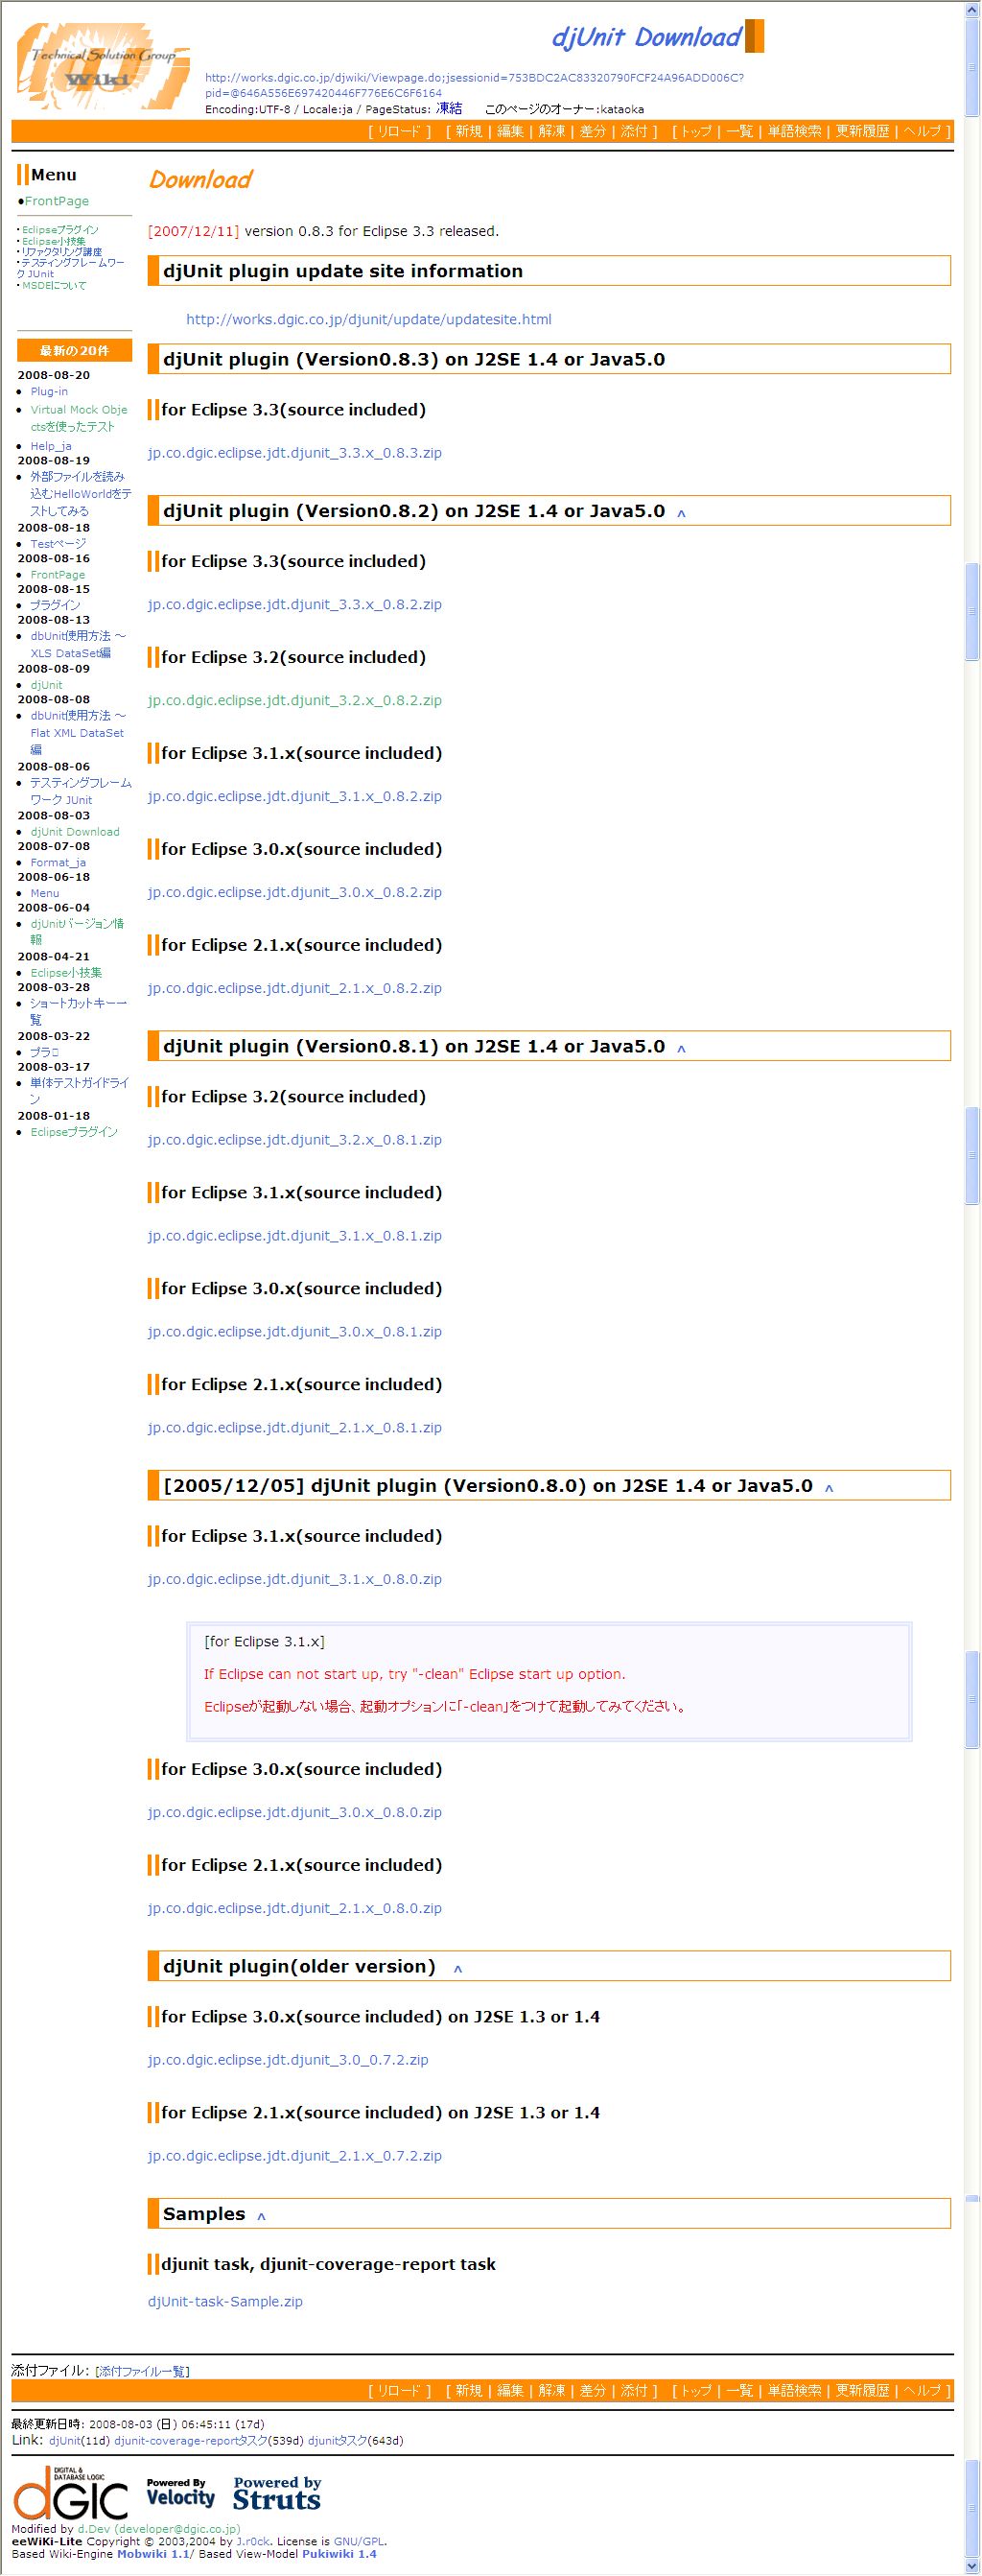 Technical Solution Group
Wiki
djUnit Download
http://works.dgic.co.jp/djwiki/Viewpage.do;jsessionid=753BDC2AC83320790FCF24A96ADD006C?
pid=@646A556E697420446F776E6C6F6164
Encoding:UTF-8 / Locale:ja / PageStatus: 凍結 このページのオーナー:kataoka
[ リロード ] [ 新規 | 編集 | 解凍 | 差分 | 添付 ] [ トップ | 一覧 | 単語検索 | 更新履歴 | ヘルプ ]
Menu
●FrontPage
・Eclipseプラグイン
・Eclipse小技集
・リファクタリング講座
・テスティングフレームワー
ク JUnit
・MSDEについて
最新の20件
2008-08-20
Plug-in
Virtual Mock Obje
ctsを使ったテスト
Help_ja
2008-08-19
外部ファイルを読み
込むHelloWorldをテ
ストしてみる
2008-08-18
Testページ
2008-08-16
FrontPage
2008-08-15
プラグイン
2008-08-13
dbUnit使用方法 ～
XLS DataSet編
2008-08-09
djUnit
2008-08-08
dbUnit使用方法 ～
Flat XML DataSet
編
2008-08-06
テスティングフレーム
ワーク JUnit
2008-08-03
djUnit Download
2008-07-08
Format_ja
2008-06-18
Menu
2008-06-04
djUnitバージョン情
報
2008-04-21
Eclipse小技集
2008-03-28
ショートカットキー一
覧
2008-03-22
プラ
2008-03-17
単体テストガイドライ
ン
2008-01-18
Eclipseプラグイン
Download
[2007/12/11] version 0.8.3 for Eclipse 3.3 released.
djUnit plugin update site information
http://works.dgic.co.jp/djunit/update/updatesite.html
djUnit plugin (Version0.8.3) on J2SE 1.4 or Java5.0
for Eclipse 3.3(source included)
jp.co.dgic.eclipse.jdt.djunit_3.3.x_0.8.3.zip
djUnit plugin (Version0.8.2) on J2SE 1.4 or Java5.0 ^
for Eclipse 3.3(source included)
jp.co.dgic.eclipse.jdt.djunit_3.3.x_0.8.2.zip
for Eclipse 3.2(source included)
jp.co.dgic.eclipse.jdt.djunit_3.2.x_0.8.2.zip
for Eclipse 3.1.x(source included)
jp.co.dgic.eclipse.jdt.djunit_3.1.x_0.8.2.zip
for Eclipse 3.0.x(source included)
jp.co.dgic.eclipse.jdt.djunit_3.0.x_0.8.2.zip
for Eclipse 2.1.x(source included)
jp.co.dgic.eclipse.jdt.djunit_2.1.x_0.8.2.zip
djUnit plugin (Version0.8.1) on J2SE 1.4 or Java5.0 ^
for Eclipse 3.2(source included)
jp.co.dgic.eclipse.jdt.djunit_3.2.x_0.8.1.zip
for Eclipse 3.1.x(source included)
jp.co.dgic.eclipse.jdt.djunit_3.1.x_0.8.1.zip
for Eclipse 3.0.x(source included)
jp.co.dgic.eclipse.jdt.djunit_3.0.x_0.8.1.zip
for Eclipse 2.1.x(source included)
jp.co.dgic.eclipse.jdt.djunit_2.1.x_0.8.1.zip
[2005/12/05] djUnit plugin (Version0.8.0) on J2SE 1.4 or Java5.0 ^
for Eclipse 3.1.x(source included)
jp.co.dgic.eclipse.jdt.djunit_3.1.x_0.8.0.zip
[for Eclipse 3.1.x]
If Eclipse can not start up, try "-clean" Eclipse start up option.
Eclipseが起動しない場合、起動オプションに「-clean」をつけて起動してみてください。
for Eclipse 3.0.x(source included)
jp.co.dgic.eclipse.jdt.djunit_3.0.x_0.8.0.zip
for Eclipse 2.1.x(source included)
jp.co.dgic.eclipse.jdt.djunit_2.1.x_0.8.0.zip
djUnit plugin(older version) ^
for Eclipse 3.0.x(source included) on J2SE 1.3 or 1.4
jp.co.dgic.eclipse.jdt.djunit_3.0_0.7.2.zip
for Eclipse 2.1.x(source included) on J2SE 1.3 or 1.4
jp.co.dgic.eclipse.jdt.djunit_2.1.x_0.7.2.zip
Samples ^
djunit task, djunit-coverage-report task
djUnit-task-Sample.zip
添付ファイル: [添付ファイル一覧]
[ リロード ] [ 新規 | 編集 | 解凍 | 差分 | 添付 ] [ トップ | 一覧 | 単語検索 | 更新履歴 | ヘルプ ]
最終更新日時: 2008-08-03 (日) 06:45:11 (17d)
Link: djUnit(11d) djunit-coverage-reportタスク(539d) djunitタスク(643d)
DIGITAL &
DATABASE LOGIC
dGIC
Powered By
Velocity
Powered by
Struts
Modified by d.Dev (developer@dgic.co.jp)
eeWiKi-Lite Copyright © 2003,2004 by J.r0ck. License is GNU/GPL.
Based Wiki-Engine Mobwiki 1.1/ Based View-Model Pukiwiki 1.4